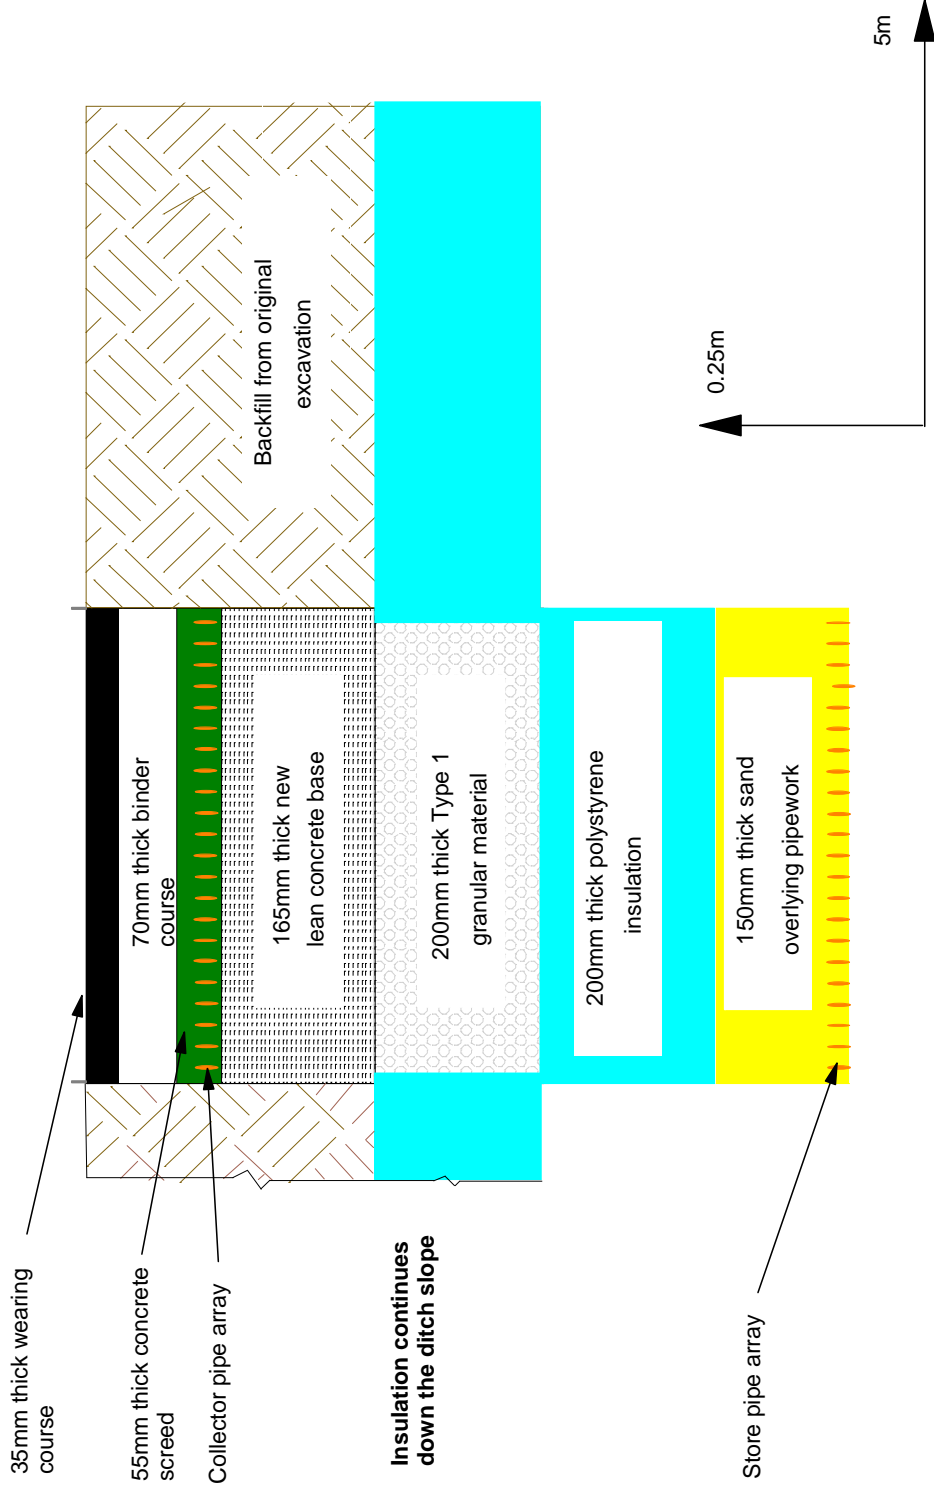 35mm thick wearing
course
55mm thick concrete
screed
Collector pipe array
Insulation continues
down the ditch slope
Store pipe array
70mm thick binder
course
165mm thick new
lean concrete base
200mm thick Type 1
granular material
200mm thick polystyrene
insulation
150mm thick sand
overlying pipework
Backfill from original
excavation
0.25m
5m